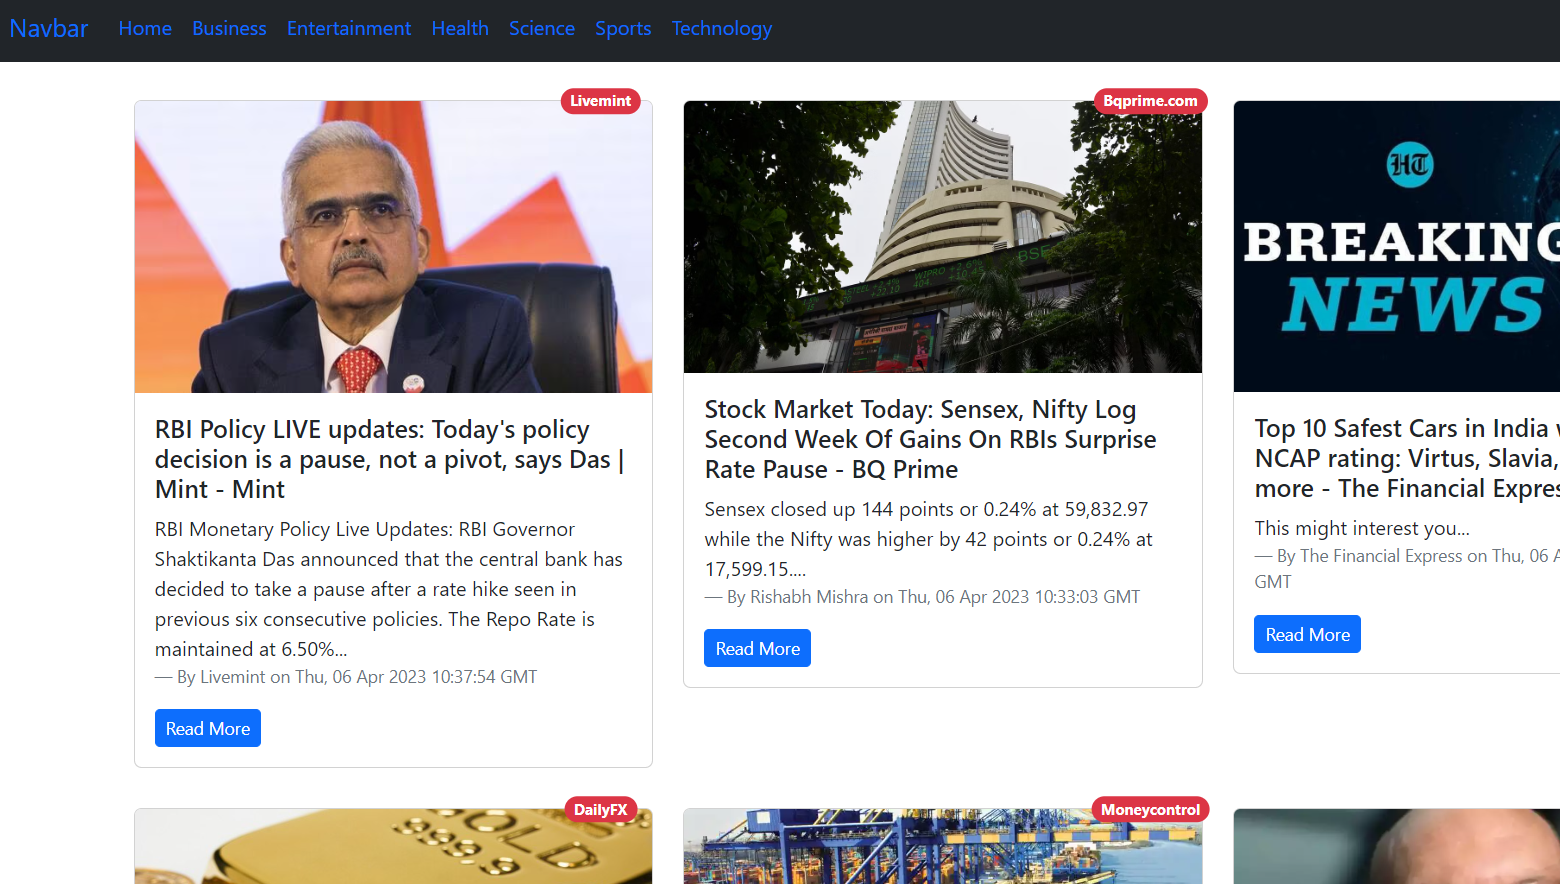 Navbar Home Business Entertainment Health Science Sports Technology
Livemint
RBI Policy LIVE updates: Today's policy
decision is a pause, not a pivot, says Das |
Mint - Mint
RBI Monetary Policy Live Updates: RBI Governor
Shaktikanta Das announced that the central bank has
decided to take a pause after a rate hike seen in
previous six consecutive policies. The Repo Rate is
maintained at 6.50%...
— By Livemint on Thu, 06 Apr 2023 10:37:54 GMT
Read More
Bqprime.com
WIPRO
BSE
Stock Market Today: Sensex, Nifty Log
Second Week Of Gains On RBIs Surprise
Rate Pause - BQ Prime
Sensex closed up 144 points or 0.24% at 59,832.97
while the Nifty was higher by 42 points or 0.24% at
17,599.15....
— By Rishabh Mishra on Thu, 06 Apr 2023 10:33:03 GMT
Read More
HT
BREAKING
NEWS
Top 10 Safest Cars in India
NCAP rating: Virtus, Slavia,
more - The Financial Expres
This might interest you...
— By The Financial Express on Thu, 06 A
GMT
Read More
DailyFX
GOLD
999.9
Moneycontrol